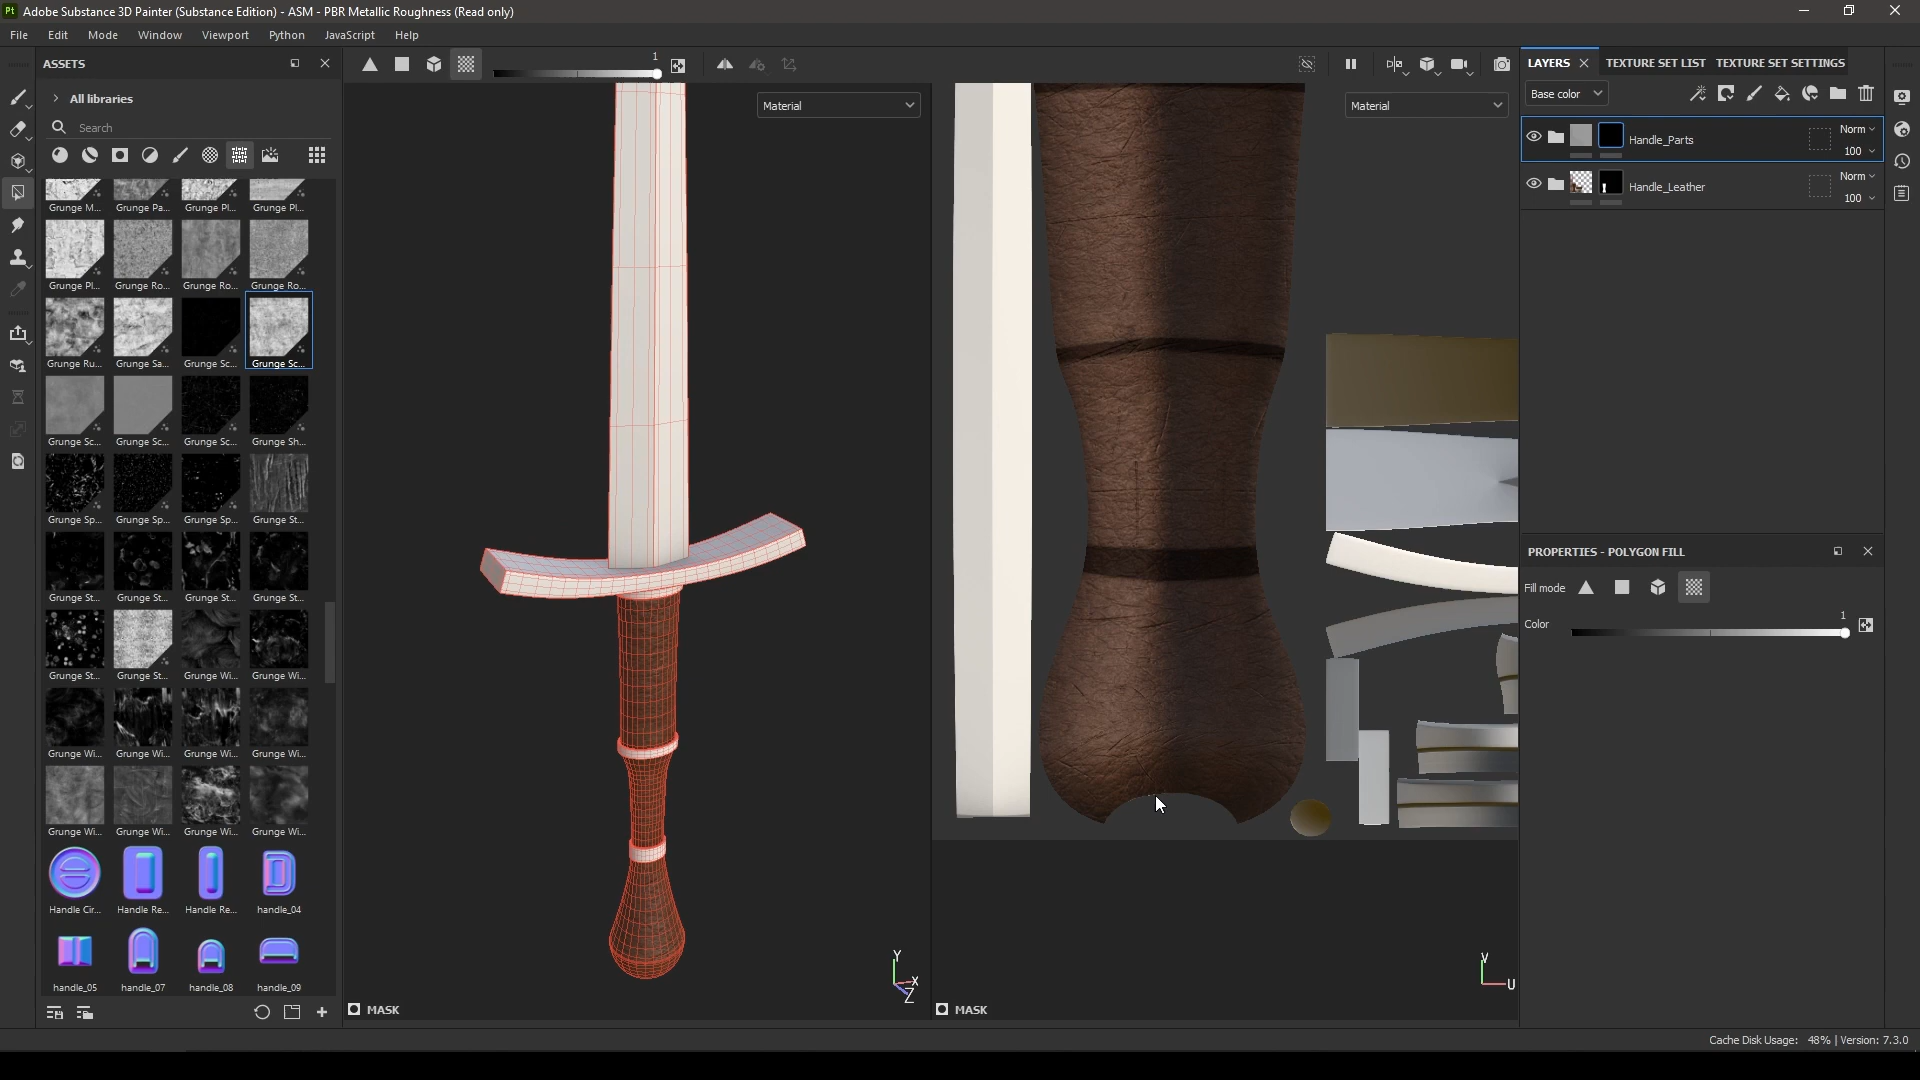 Pt Adobe Substance 3D Painter (Substance Edition) - ASM - PBR Metallic Roughness (Read only)
File Edit Mode Window Viewport Python JavaScript Help
ASSETS
All libraries
Search
Grunge M... Grunge Pa... Grunge Pl... Grunge Pl...
Grunge Pl... Grunge Ro... Grunge Ro... Grunge Ro...
Grunge Ru... Grunge Sa... Grunge Sc... Grunge Sc...
Grunge Sc... Grunge Sc... Grunge Sc... Grunge Sh...
Grunge Sp... Grunge Sp... Grunge Sp... Grunge St...
Grunge St... Grunge St... Grunge St... Grunge St...
Grunge St... Grunge St... Grunge Wi... Grunge Wi...
Grunge Wi... Grunge Wi... Grunge Wi... Grunge Wi...
Grunge Wi... Grunge Wi... Grunge Wi... Grunge Wi...
Handle Cir... Handle Re... Handle Re... handle_04
handle_05 handle_07 handle_08 handle_09
1
Material
Y
X
Z
MASK
Material
V
U
MASK
LAYERS TEXTURE SET LIST TEXTURE SET SETTINGS
Base color
Handle_Parts Norm
100
Handle_Leather Norm
100
PROPERTIES - POLYGON FILL
Fill mode
Color 1
Cache Disk Usage: 48% | Version: 7.3.0